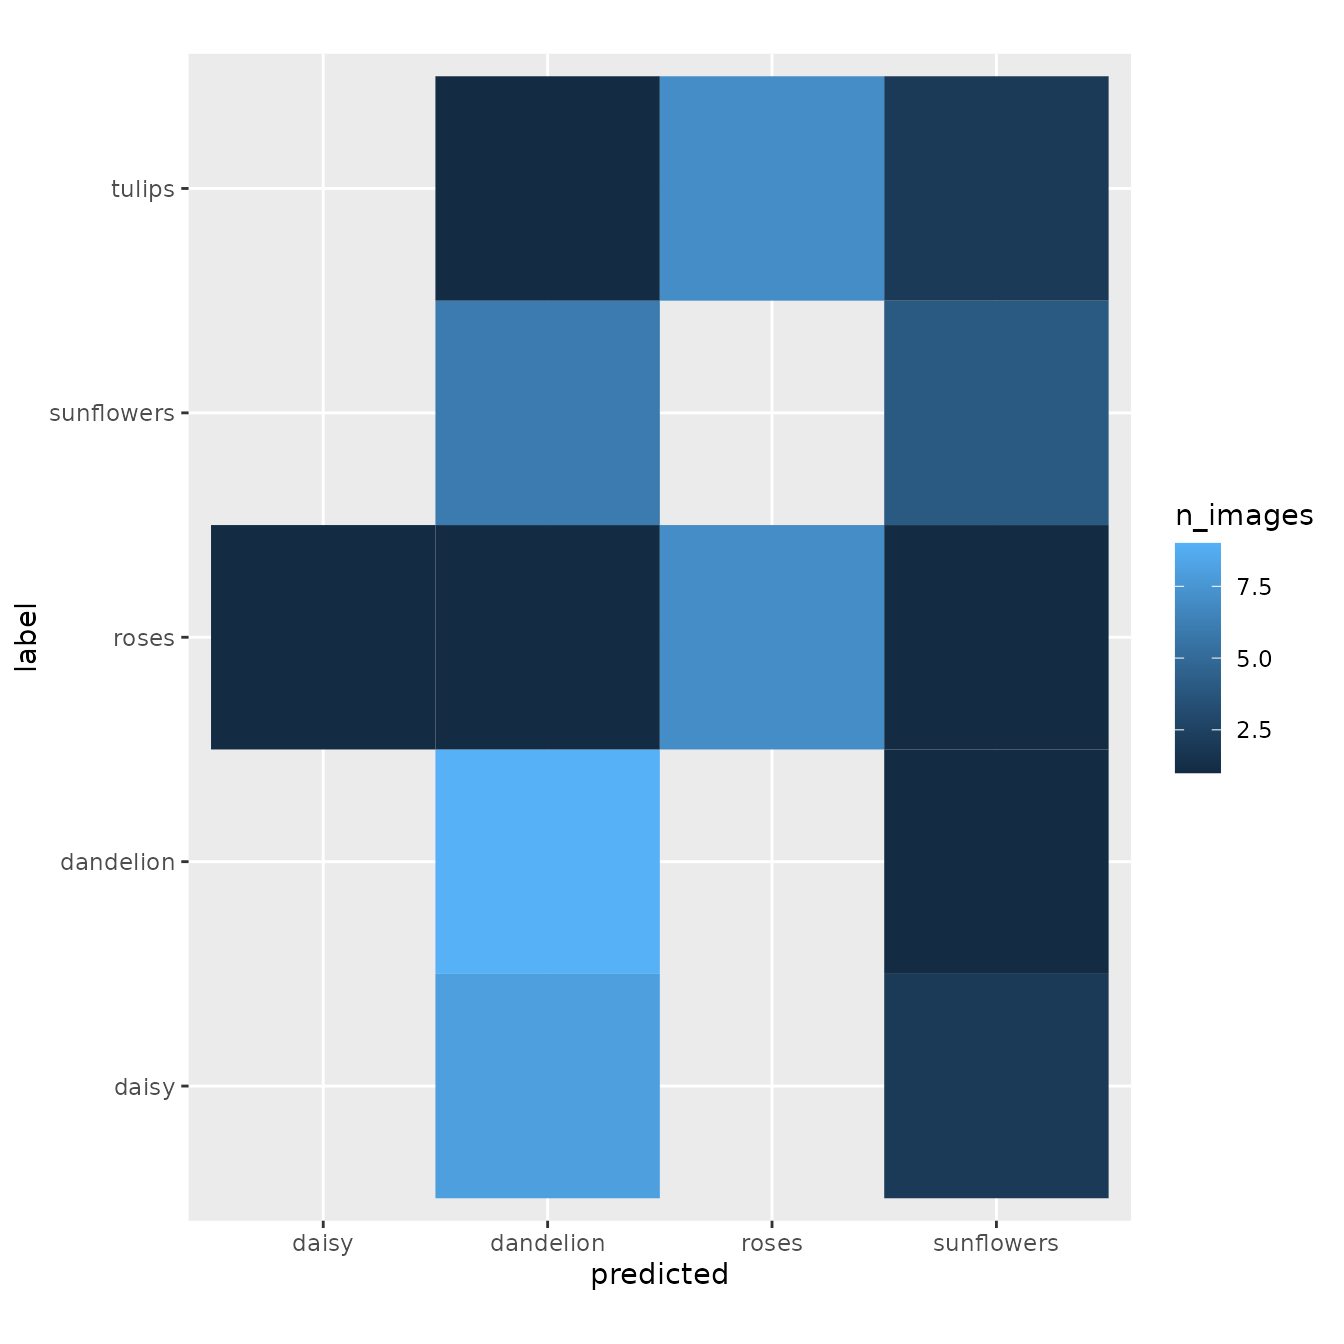 tulips
sunflowers
roses
dandelion
daisy
label
daisy dandelion roses sunflowers
predicted
n_images
7.5
5.0
2.5